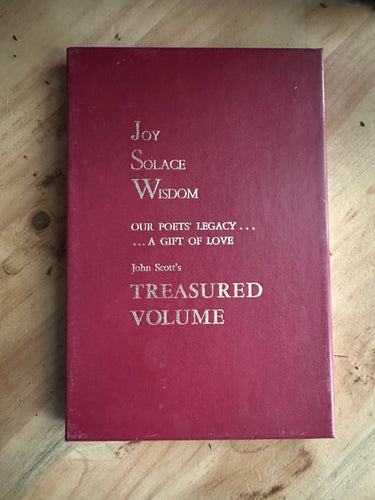 JOY
SOLACE
WISDOM
OUR POETS' LEGACY . . .
. . . A GIFT OF LOVE
John Scott's
TREASURED
VOLUME